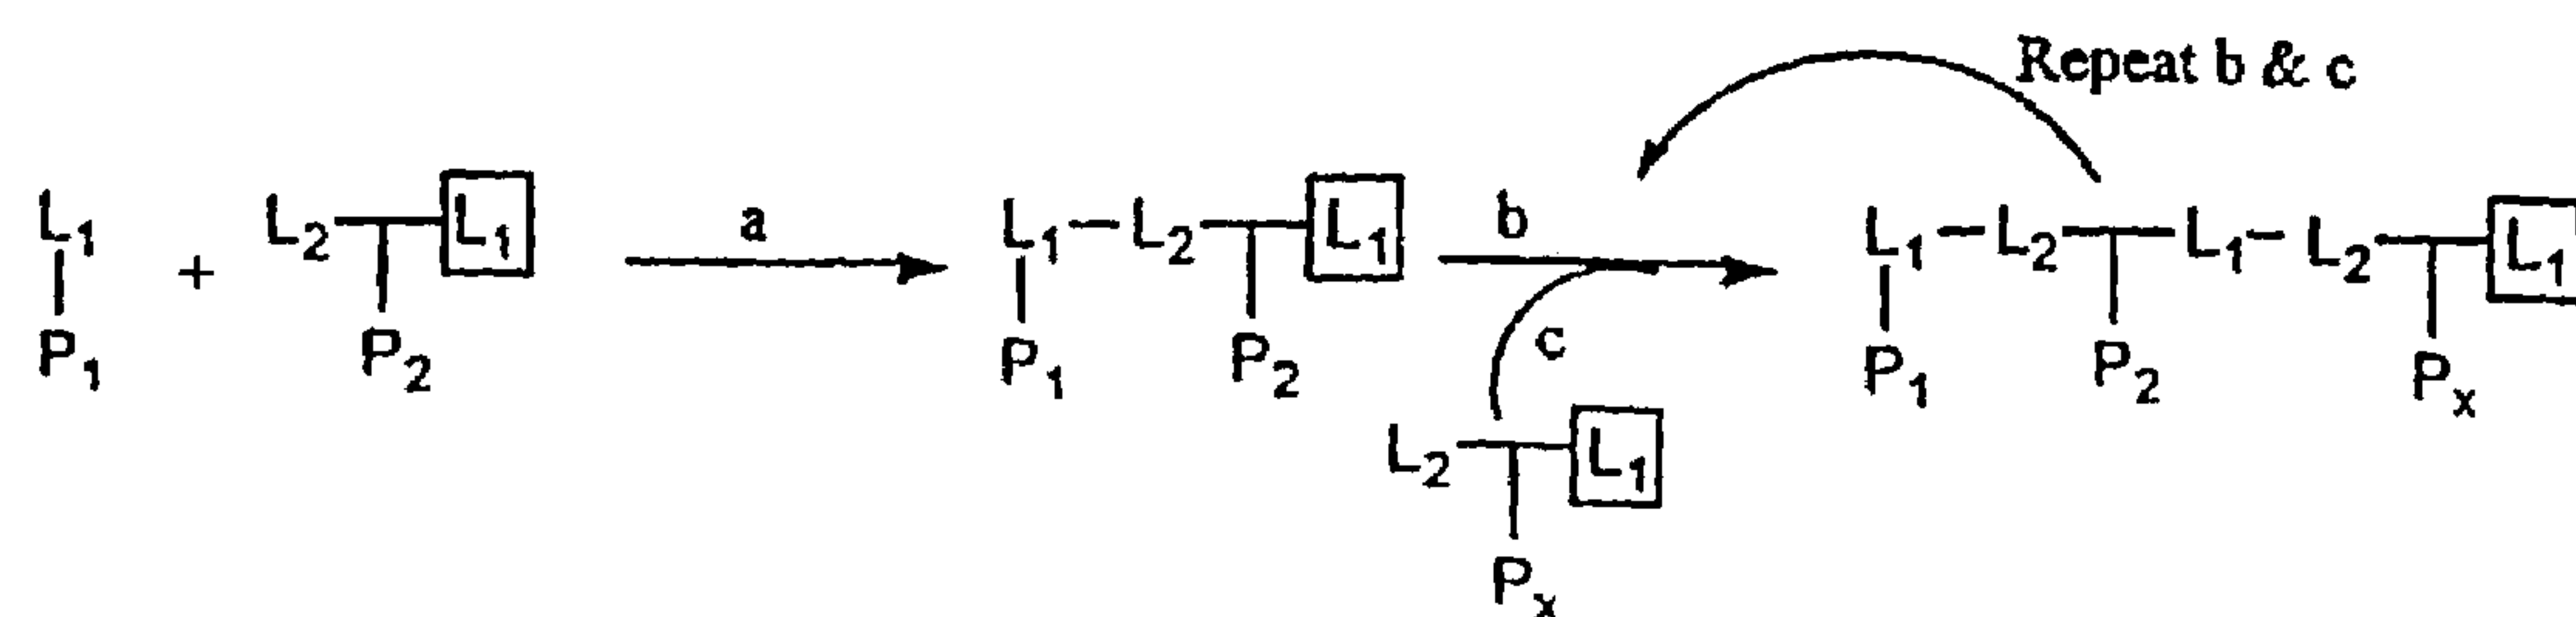 Repeat b & c
L₁ + L₂ L₁ a L₁ L₂ L₁ b L₁ L₂ L₁ L₂ L₁
P₁ P₂ P₁ P₂ c P₁ P₂ Pₓ
L₂ L₁
Pₓ